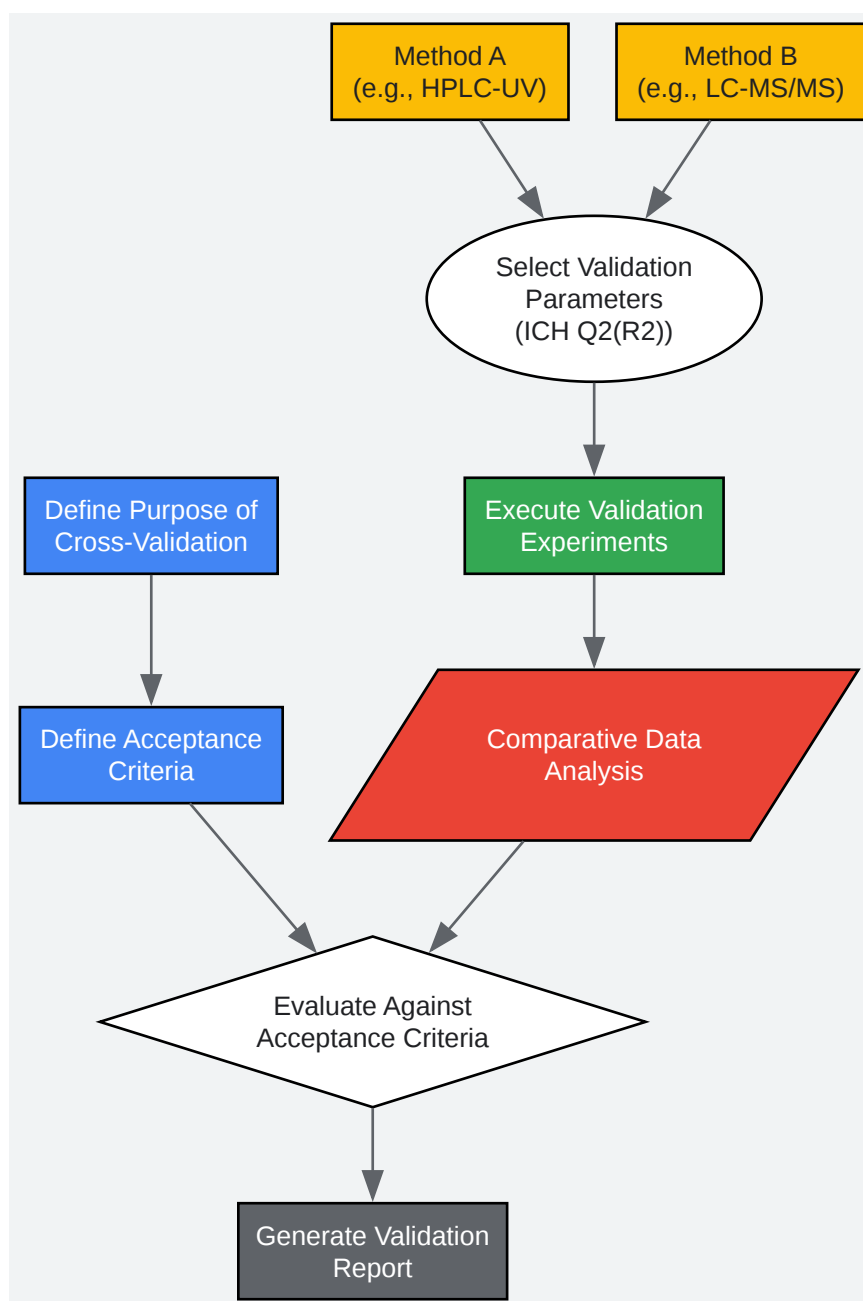 Method A
(e.g., HPLC-UV)
Method B
(e.g., LC-MS/MS)
Select Validation
Parameters
(ICH Q2(R2))
Define Purpose of
Cross-Validation
Execute Validation
Experiments
Define Acceptance
Criteria
Comparative Data
Analysis
Evaluate Against
Acceptance Criteria
Generate Validation
Report